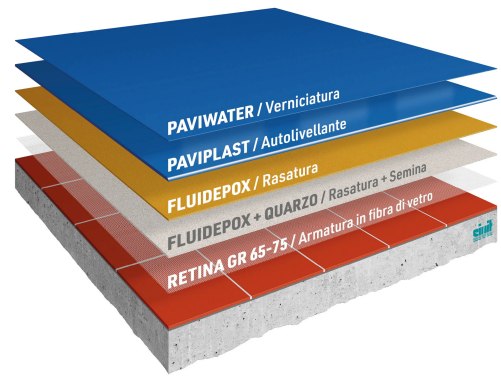 PAVIWATER / Verniciatura
PAVIPLAST / Autolivellante
FLUIDEPOX / Rasatura
FLUIDEPOX + QUARZO / Rasatura + Semina
RETINA GR 65-75 / Armatura in fibra di vetro